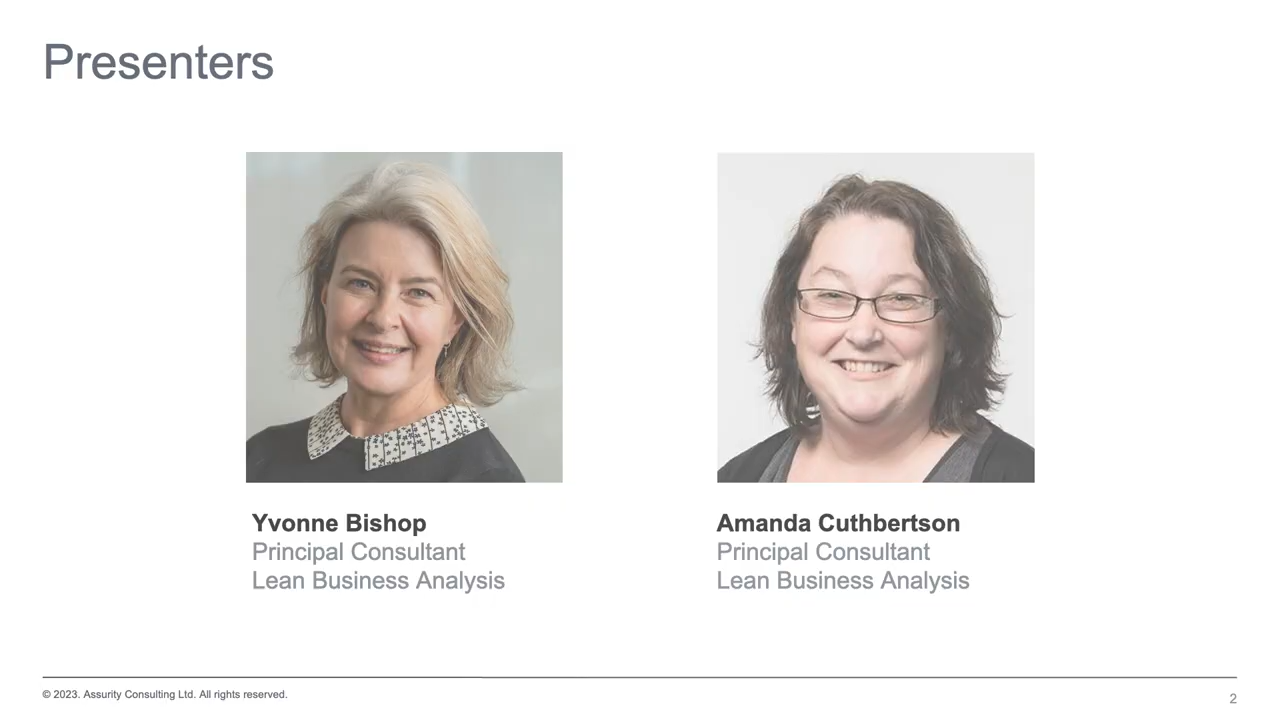 Presenters
Yvonne Bishop
Principal Consultant
Lean Business Analysis
Amanda Cuthbertson
Principal Consultant
Lean Business Analysis
© 2023. Assurity Consulting Ltd. All rights reserved.
2